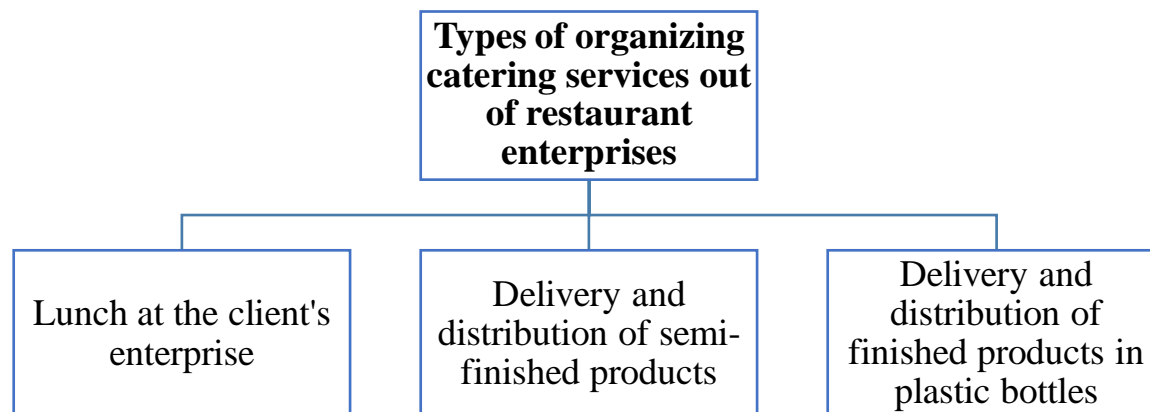 Types of organizing
catering services out
of restaurant
enterprises
Lunch at the client's
enterprise
Delivery and
distribution of semi-
finished products
Delivery and
distribution of
finished products in
plastic bottles